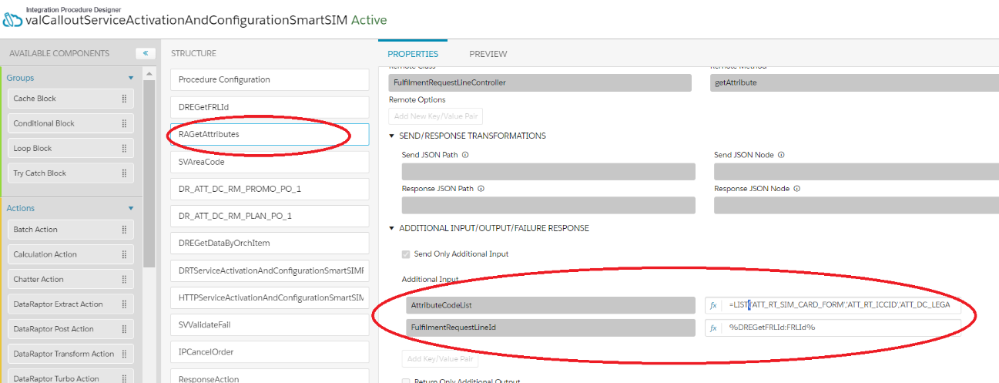 Integration Procedure Designer
valCalloutServiceActivationAndConfigurationSmartSIM Active
AVAILABLE COMPONENTS
«
Groups
Cache Block
Conditional Block
Loop Block
Try Catch Block
Actions
Batch Action
Calculation Action
Chatter Action
DataRaptor Extract Action
DataRaptor Post Action
DataRaptor Transform Action
DataRaptor Turbo Action
STRUCTURE
Procedure Configuration
DREGetFRLId
RAGetAttributes
SVAreaCode
DR_ATT_DC_RM_PROMO_PO_1
DR_ATT_DC_RM_PLAN_PO_1
DREGetDataByOrchItem
DRTServiceActivationAndConfigurationSmartSIMF
HTTPServiceActivationAndConfigurationSmartSIM
SVValidateFail
IPCancelOrder
ResponseAction
PROPERTIES PREVIEW
Remote Class Remote Method
FulfilmentRequestLineController getAttribute
Remote Options
Add New Key/Value Pair
SEND/RESPONSE TRANSFORMATIONS
Send JSON Path Send JSON Node
Response JSON Path Response JSON Node
ADDITIONAL INPUT/OUTPUT/FAILURE RESPONSE
Send Only Additional Input
Additional Input
AttributeCodeList fx =LIST('ATT_RT_SIM_CARD_FORM','ATT_RT_ICCID','ATT_DC_LEGA
FulfilmentRequestLineId fx %DREGetFRLId:FRLId%
Add Key/Value Pair
Return Only Additional Output